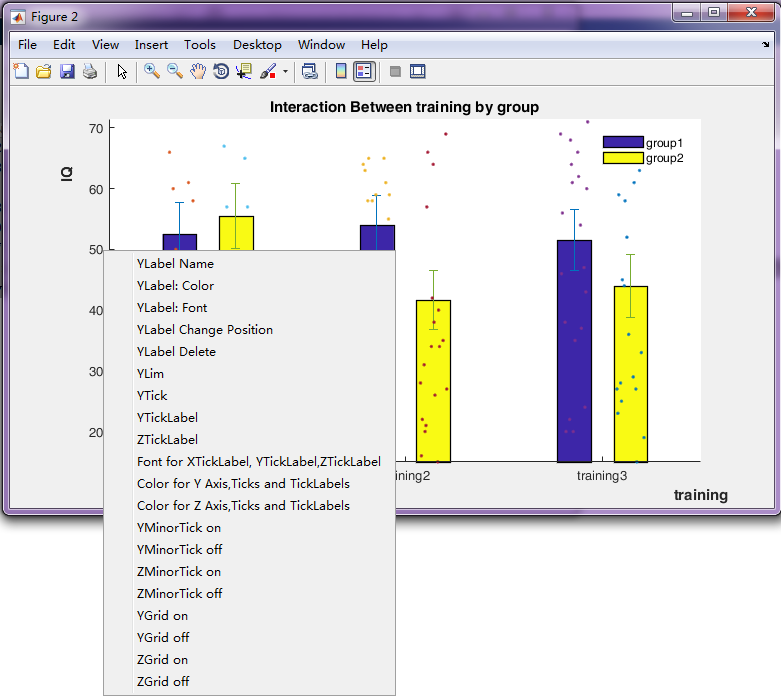 Figure 2
File Edit View Insert Tools Desktop Window Help
Interaction Between training by group
70
60
50
40
30
20
IQ
group1
group2
YLabel Name
YLabel: Color
YLabel: Font
YLabel Change Position
YLabel Delete
YLim
YTick
YTickLabel
ZTickLabel
Font for XTickLabel, YTickLabel,ZTickLabel
Color for Y Axis,Ticks and TickLabels
Color for Z Axis,Ticks and TickLabels
YMinorTick on
YMinorTick off
ZMinorTick on
ZMinorTick off
YGrid on
YGrid off
ZGrid on
ZGrid off
ining2 training3
training